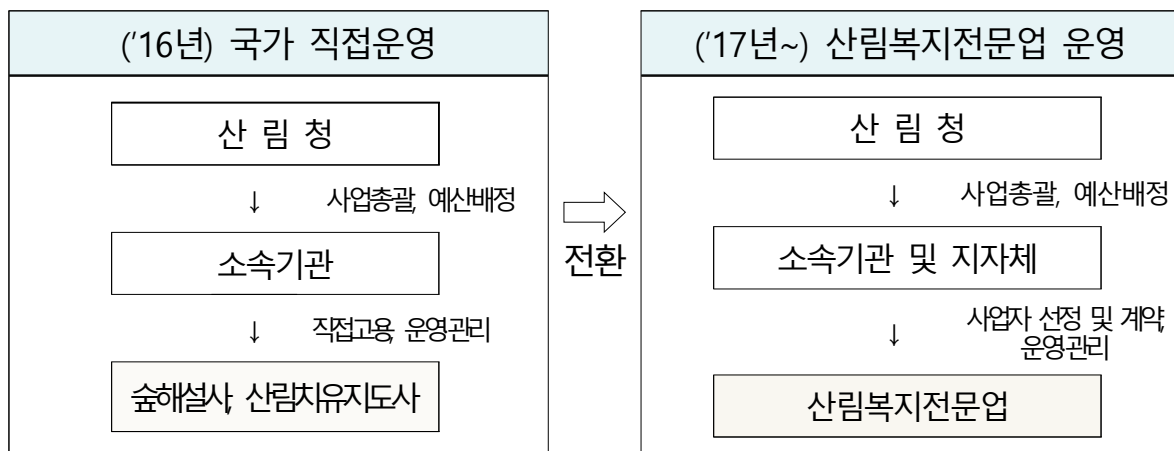 ('16년) 국가 직접운영
산 림 청
↓ 사업총괄, 예산배정
소속기관
↓ 직접고용, 운영관리
숲해설사, 산림치유지도사
전환
('17년~) 산림복지전문업 운영
산 림 청
↓ 사업총괄, 예산배정
소속기관 및 지자체
↓ 사업자 선정 및 계약,
운영관리
산림복지전문업